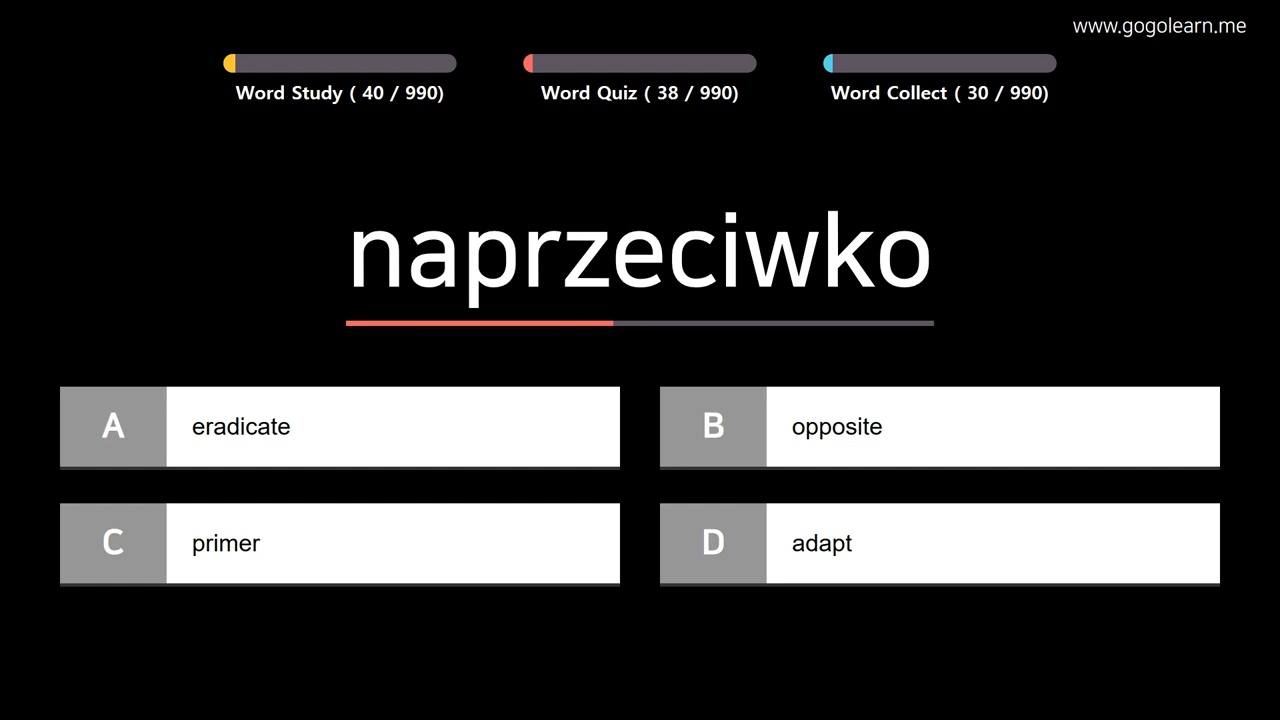 www.gogolearn.me
Word Study ( 40 / 990)
Word Quiz ( 38 / 990)
Word Collect ( 30 / 990)
naprzeciwko
A eradicate
B opposite
C primer
D adapt